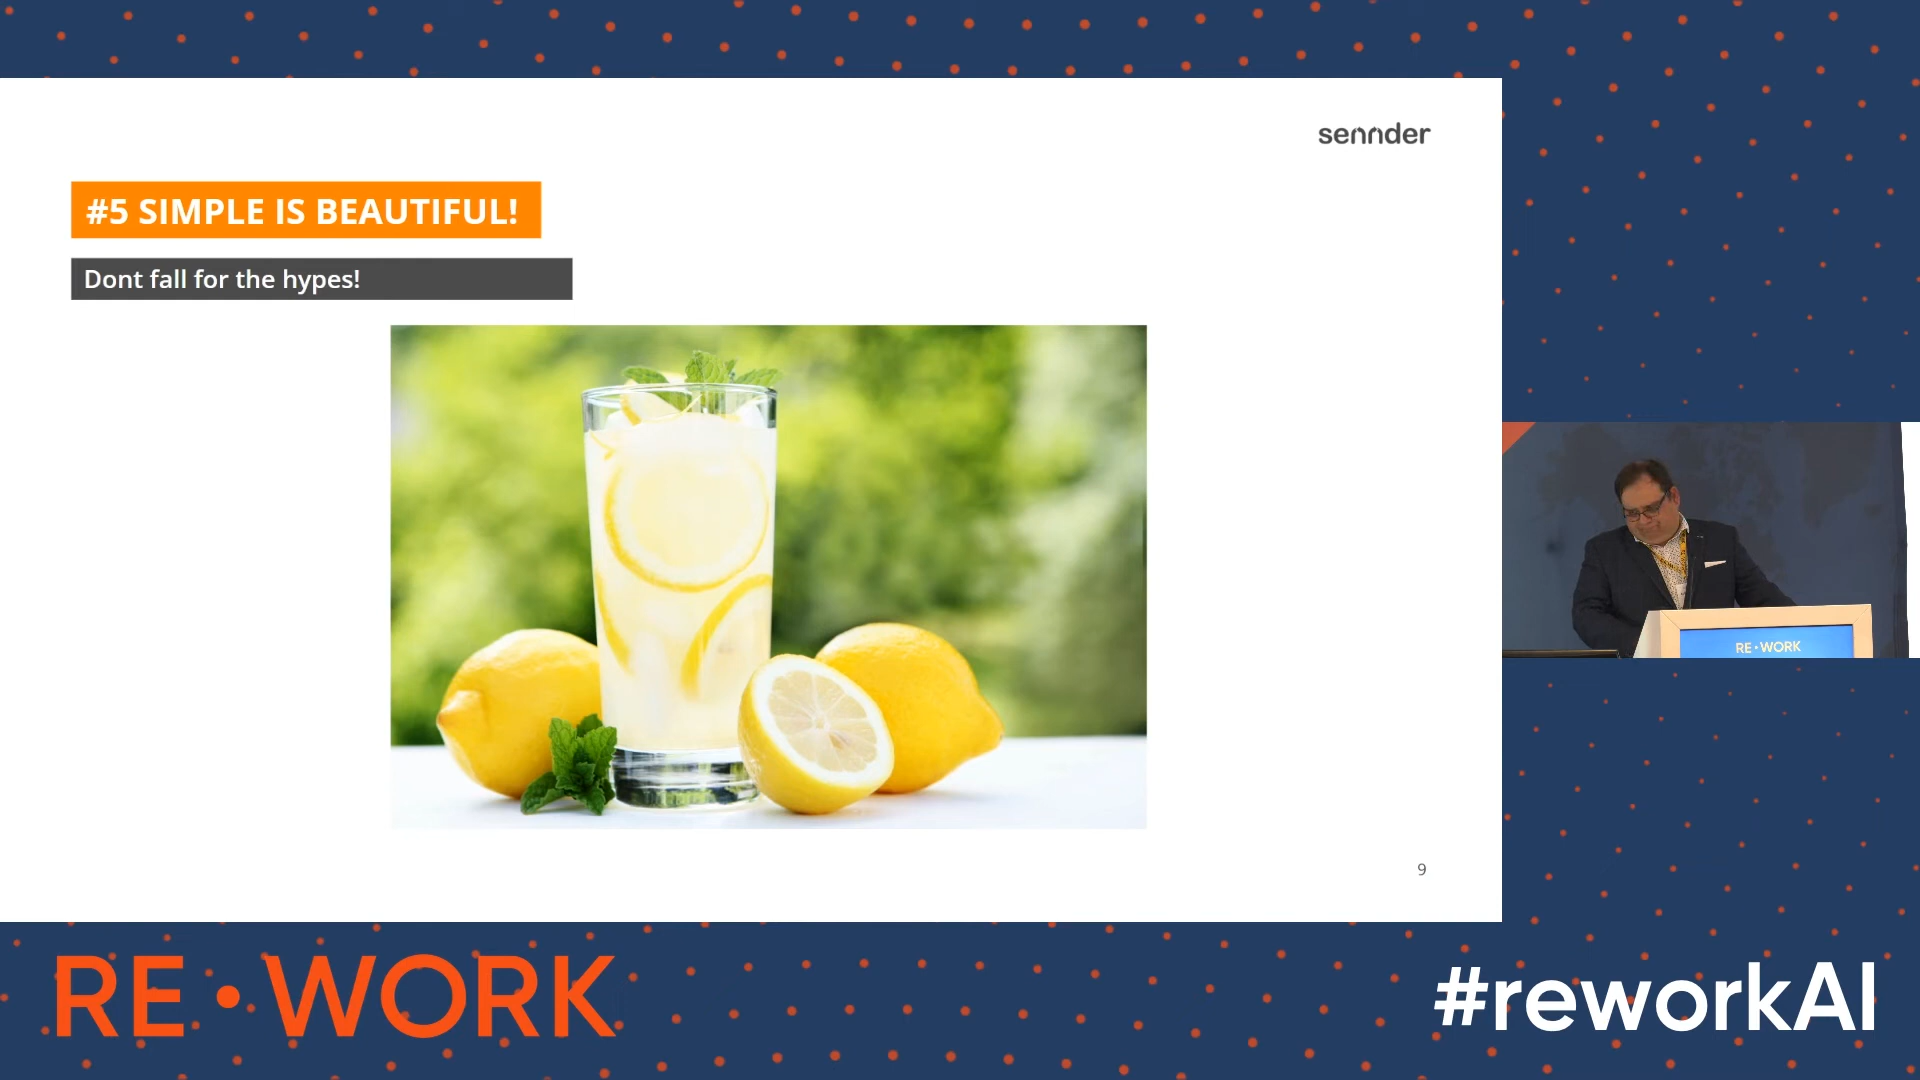 sennder
#5 SIMPLE IS BEAUTIFUL!
Dont fall for the hypes!
RE•WORK
9
RE•WORK
#reworkAI